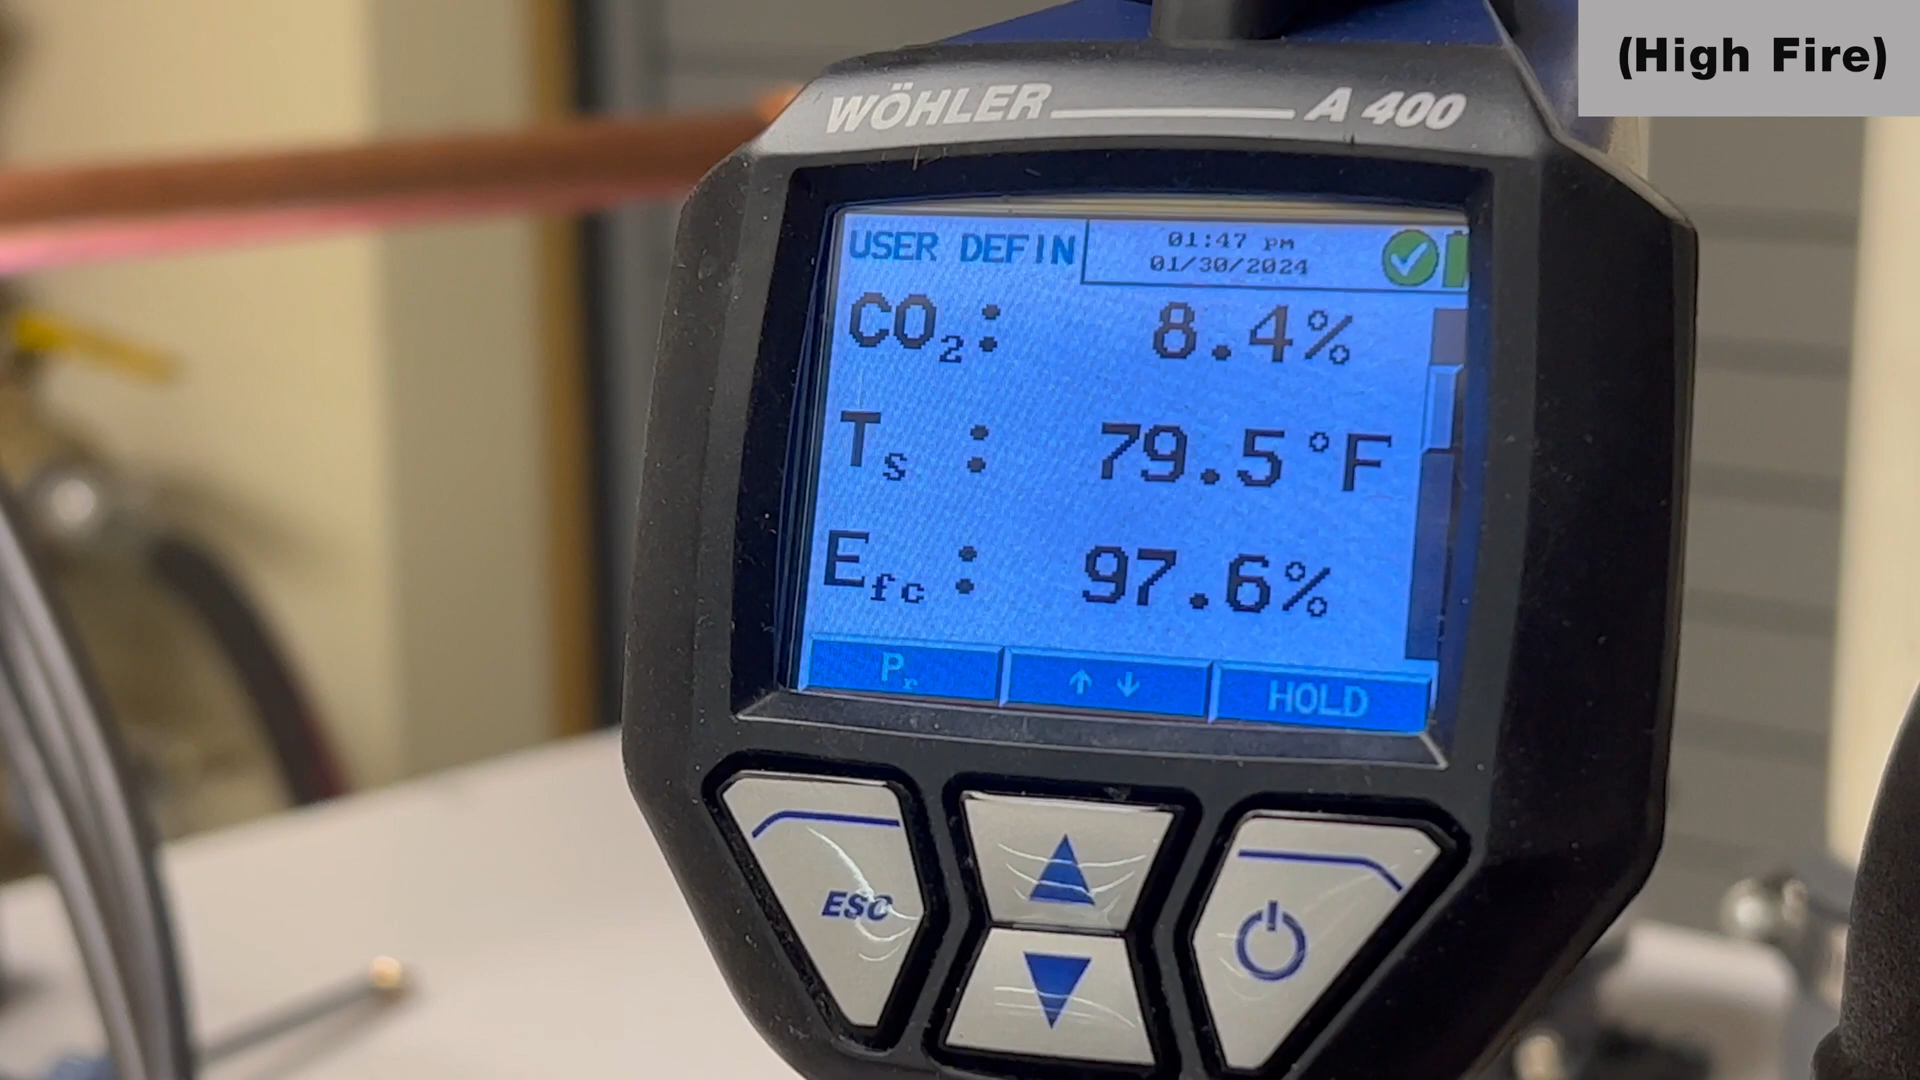 (High Fire)
WÖHLER A 400
USER DEFIN
01:47 pm
01/30/2024
CO₂: 8.4%
Ts : 79.5°F
Efc : 97.6%
Pr ↑ ↓ HOLD
ESC